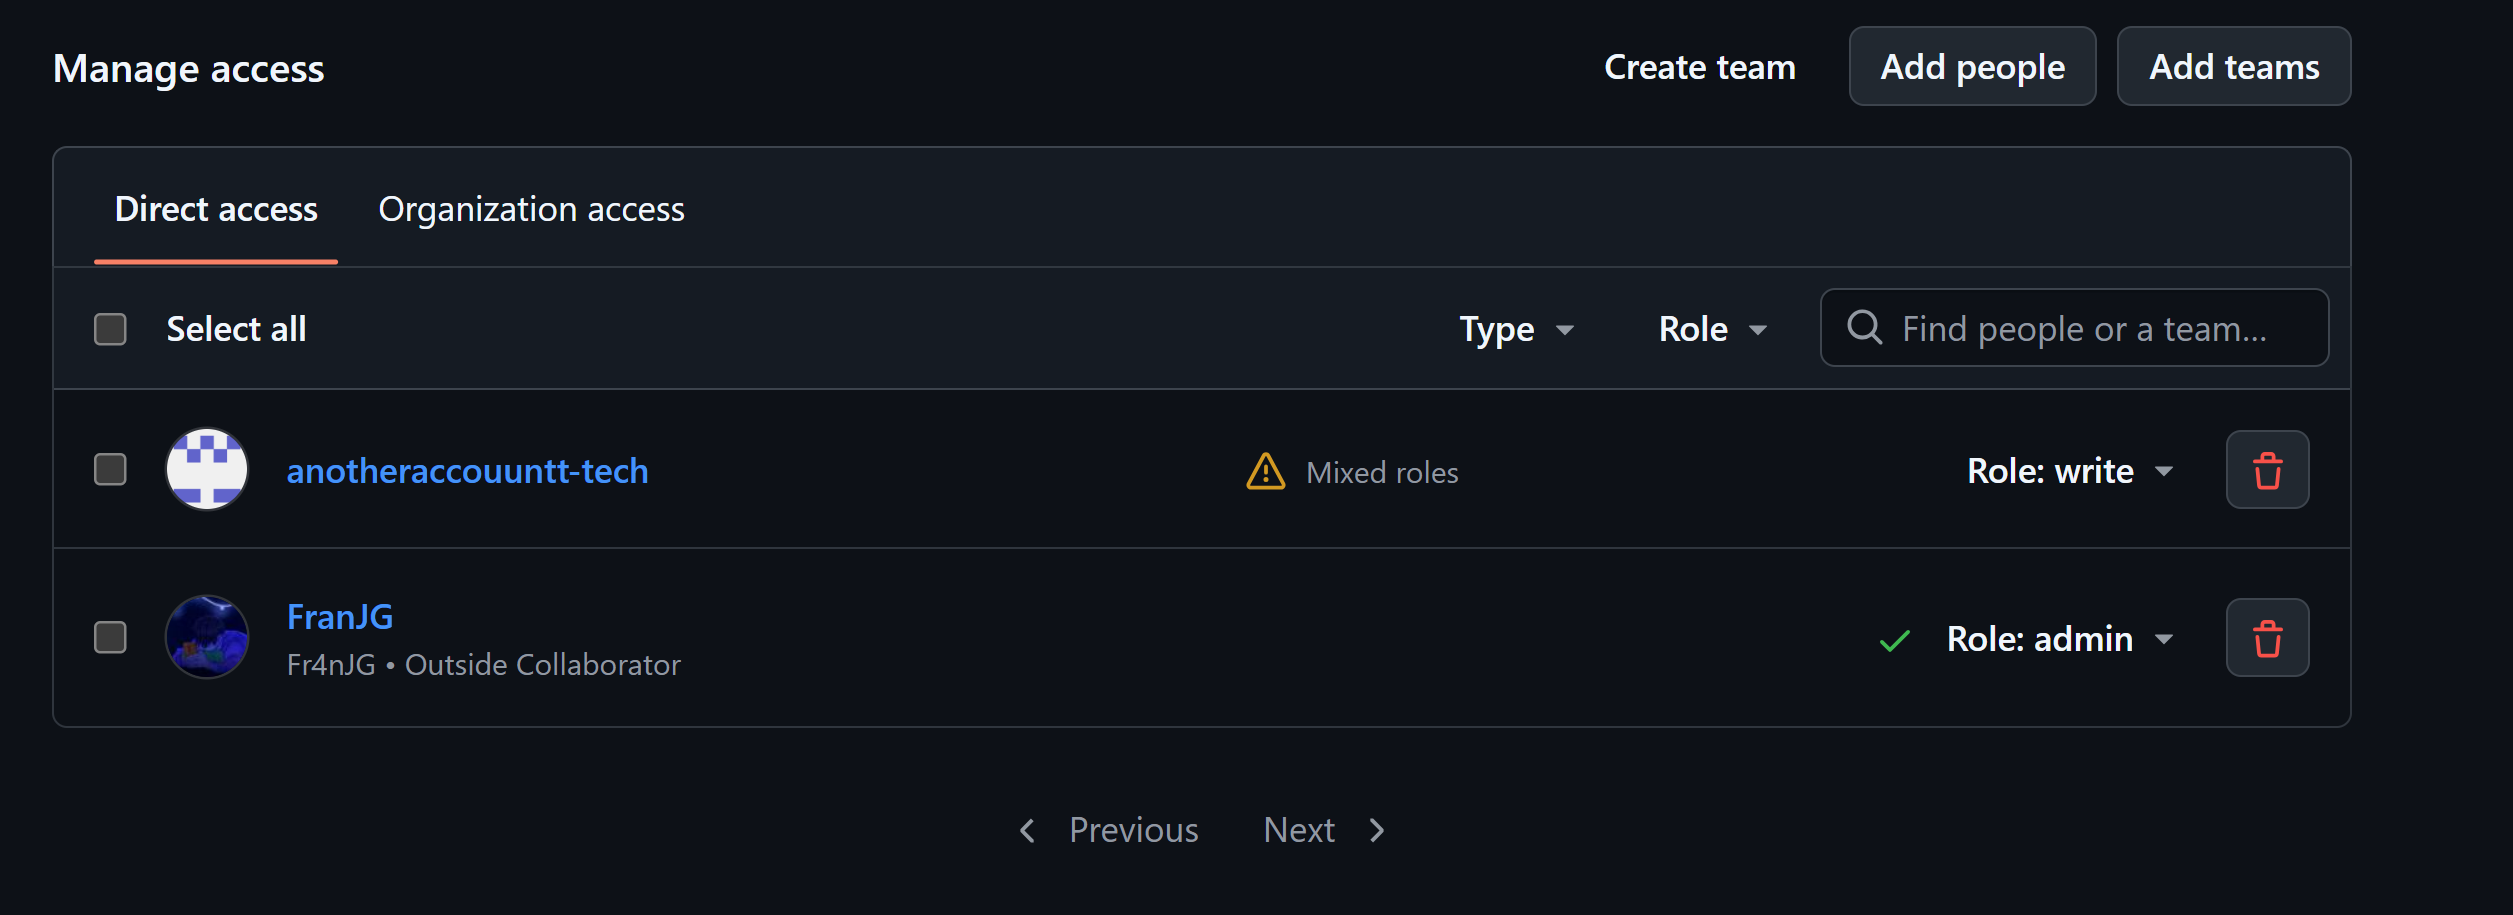 Manage access
Create team
Add people
Add teams
Direct access
Organization access
Select all
Type
Role
Find people or a team...
anotheraccouuntt-tech
Mixed roles
Role: write
FranJG
Fr4nJG • Outside Collaborator
Role: admin
Previous
Next